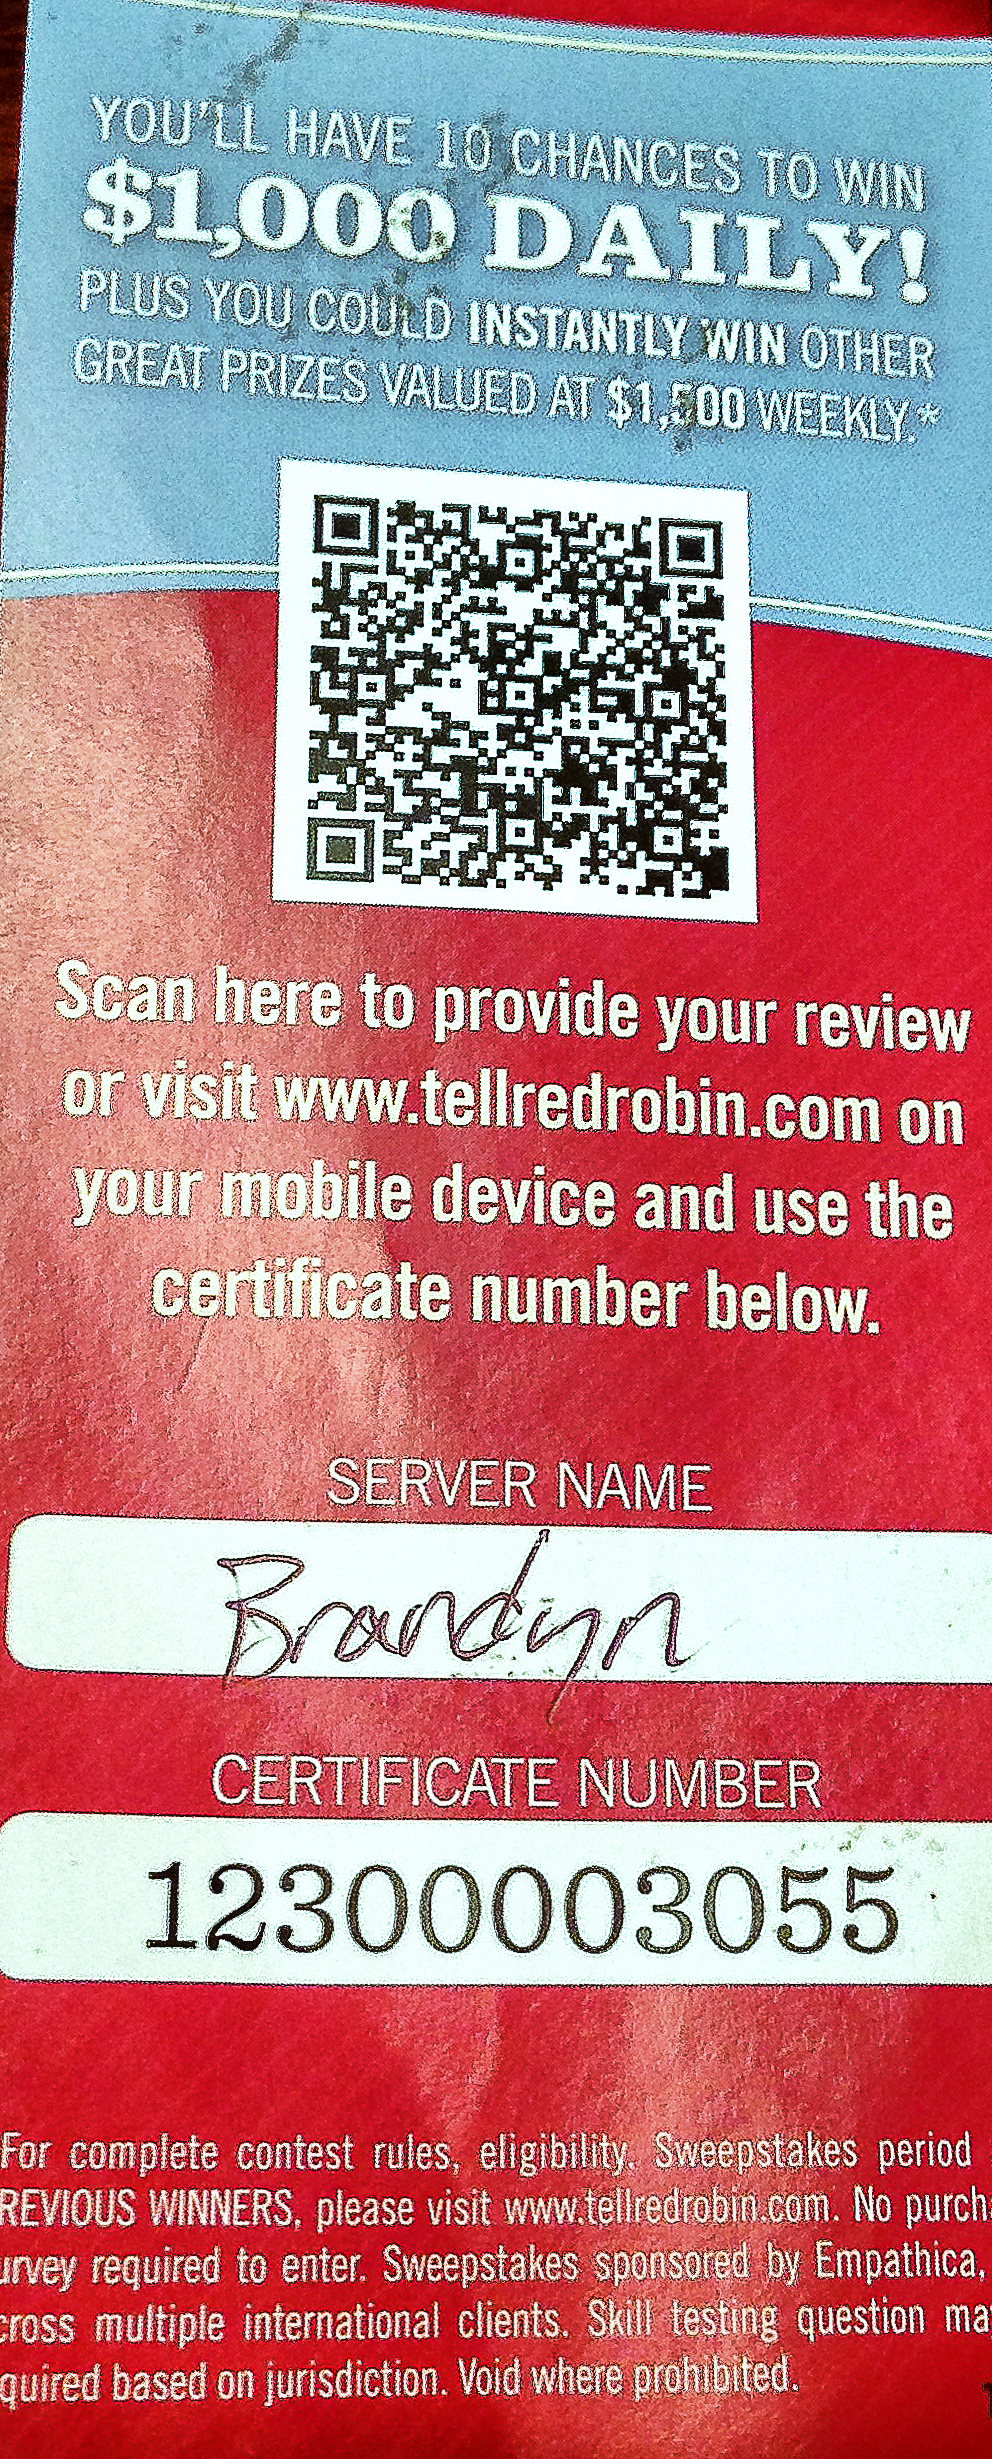 YOU'LL HAVE 10 CHANCES TO WIN
$1,000 DAILY!
PLUS YOU COULD INSTANTLY WIN OTHER
GREAT PRIZES VALUED AT $1,500 WEEKLY.*
Scan here to provide your review
or visit www.tellredrobin.com on
your mobile device and use the
certificate number below.
SERVER NAME
Brandyn
CERTIFICATE NUMBER
12300003055
For complete contest rules, eligibility. Sweepstakes period
REVIOUS WINNERS, please visit www.tellredrobin.com. No purch
urvey required to enter. Sweepstakes sponsored by Empathica,
cross multiple international clients. Skill testing question ma
quired based on jurisdiction. Void where prohibited.